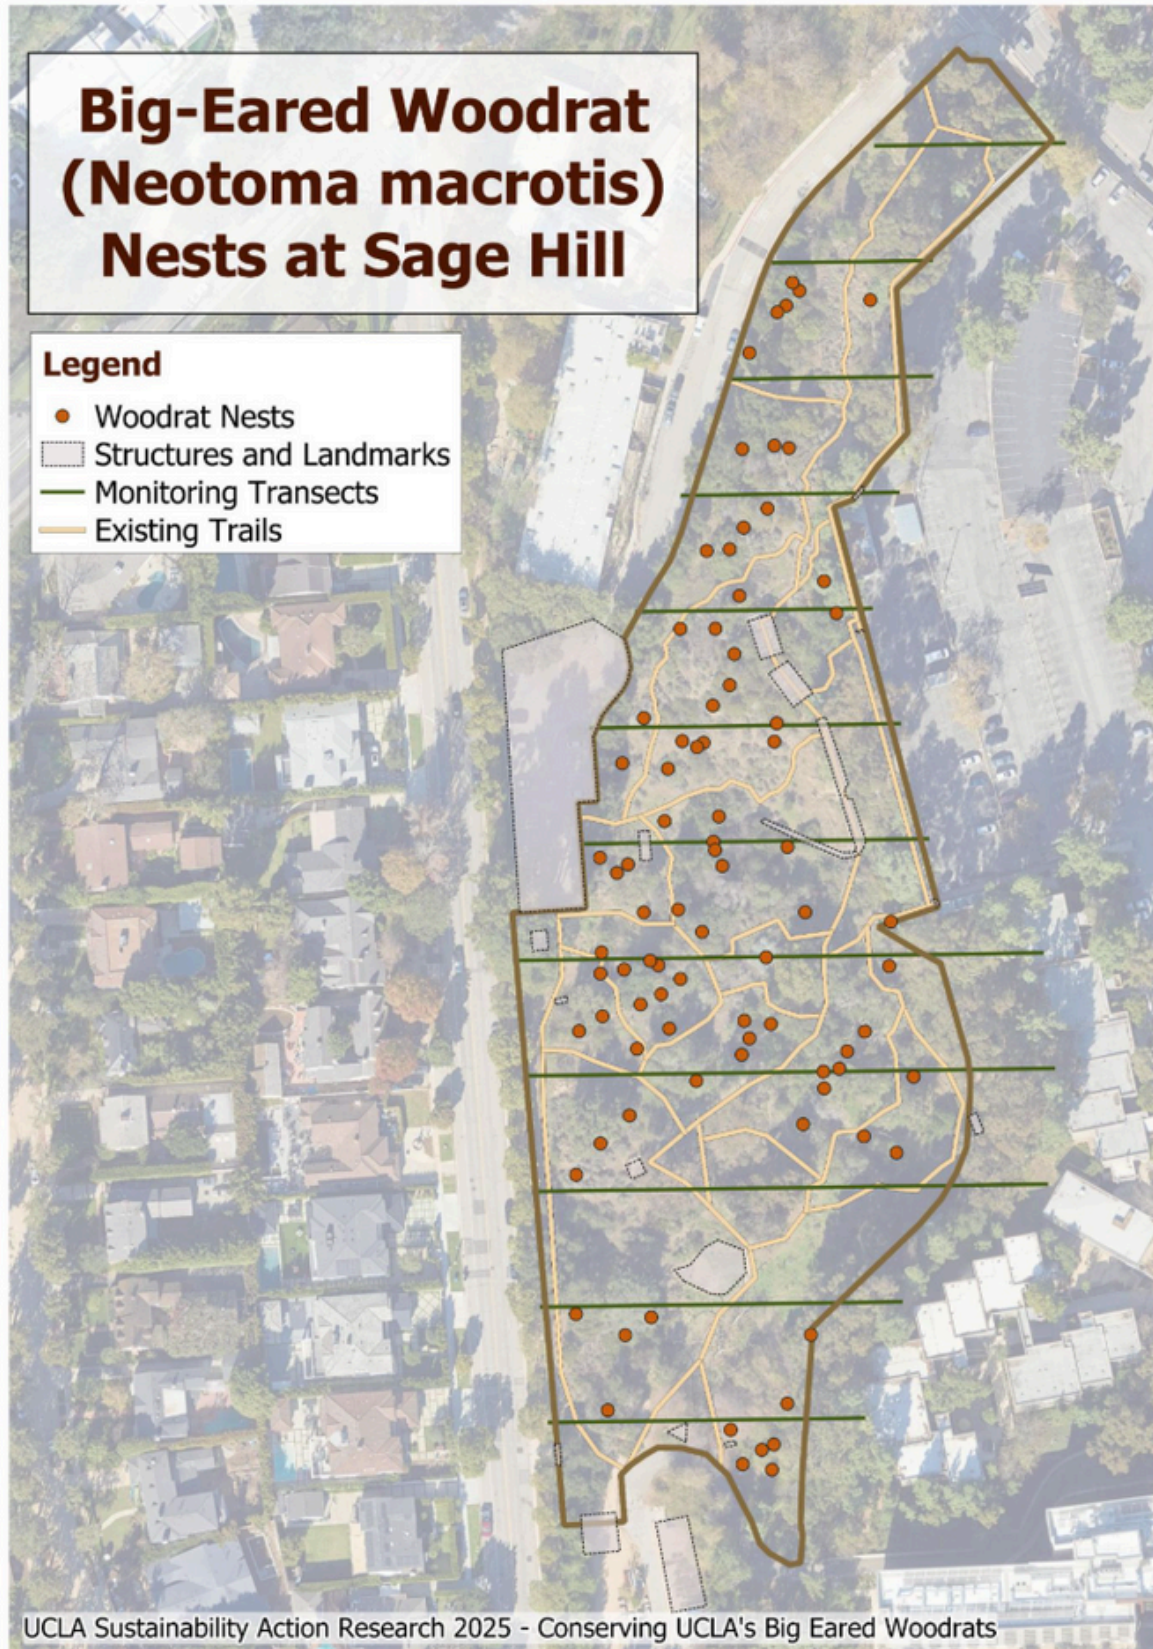 Big-Eared Woodrat
(Neotoma macrotis)
Nests at Sage Hill
Legend
Woodrat Nests
Structures and Landmarks
Monitoring Transects
Existing Trails
UCLA Sustainability Action Research 2025 - Conserving UCLA's Big Eared Woodrats